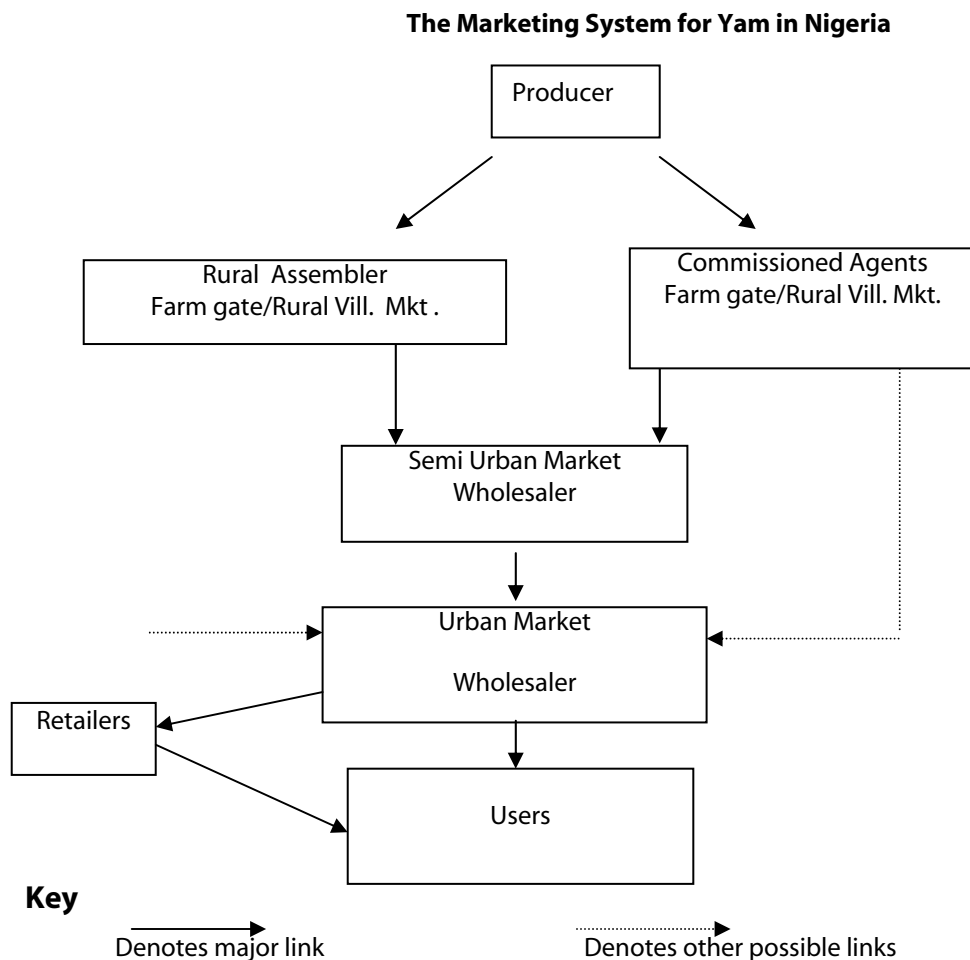 The Marketing System for Yam in Nigeria
Producer
Rural Assembler
Farm gate/Rural Vill. Mkt .
Commissioned Agents
Farm gate/Rural Vill. Mkt.
Semi Urban Market
Wholesaler
Urban Market
Wholesaler
Retailers
Users
Key
Denotes major link
Denotes other possible links